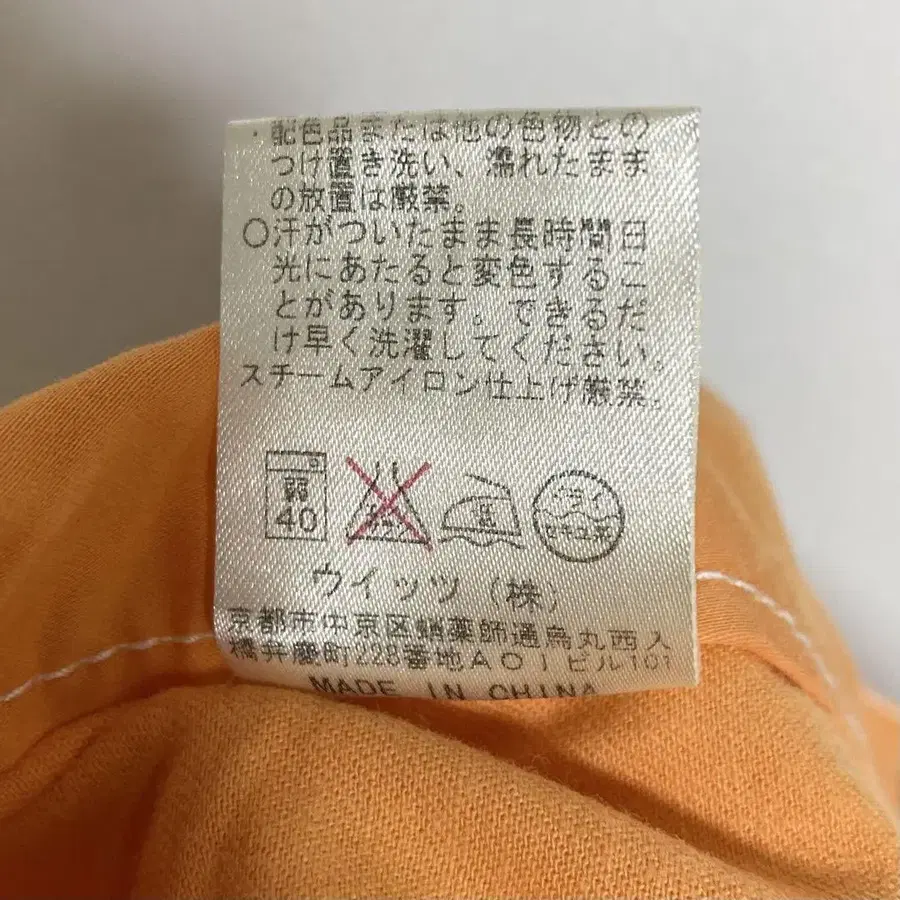 ・配色品または他の色物との
つけ置き洗い、濡れたまま
の放置は厳禁。
○汗がついたまま長時間日
光にあたると変色するこ
とがあります。できるだ
け早く洗濯してください。
スチームアイロン仕上げ厳禁。
弱
40
ドライ
ウイッツ(株)
京都市中京区蛸薬師通烏丸西入
橋弁慶町228番地AOIビル101
MADE IN CHINA